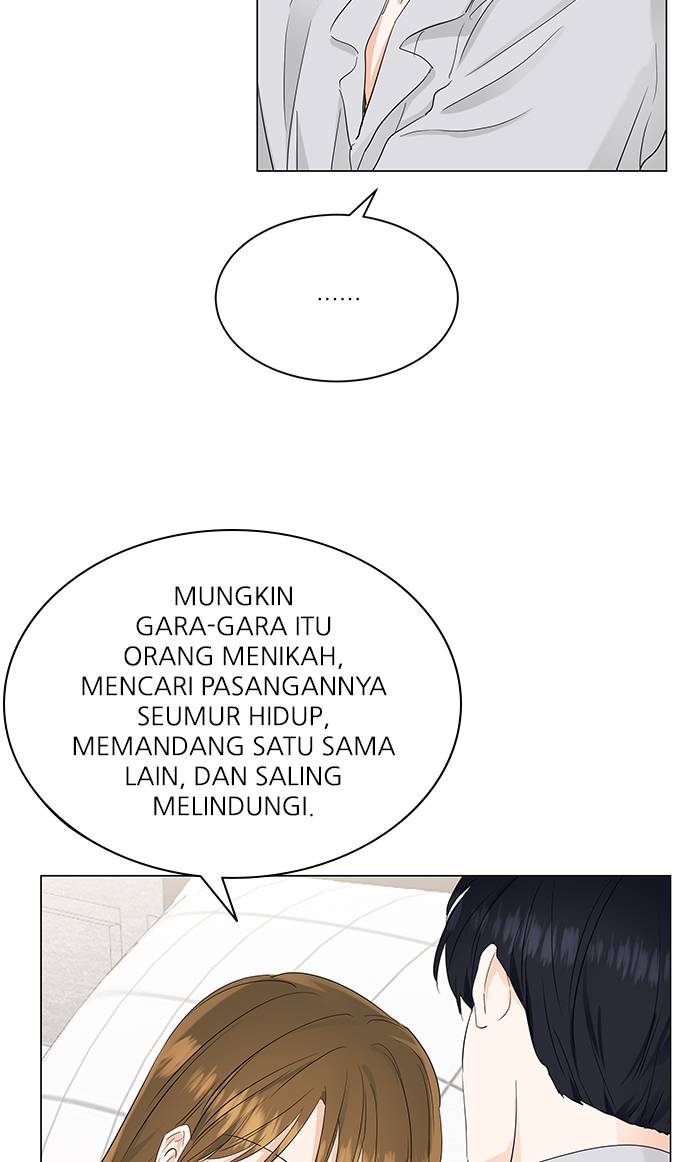 ......
MUNGKIN
GARA-GARA ITU
ORANG MENIKAH,
MENCARI PASANGANNYA
SEUMUR HIDUP,
MEMANDANG SATU SAMA
LAIN, DAN SALING
MELINDUNGI.